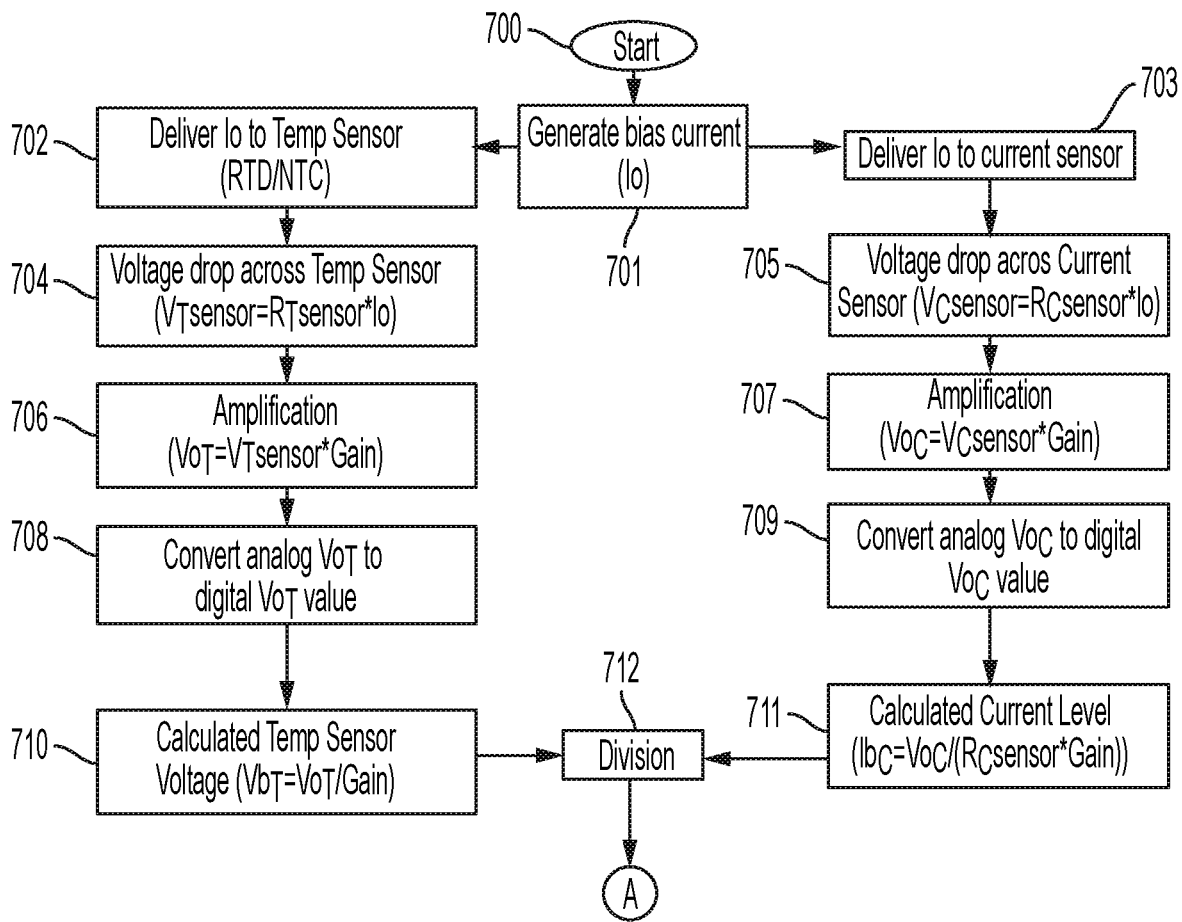 700
Start
703
702
Deliver Io to Temp Sensor
(RTD/NTC)
Generate bias current
(Io)
Deliver Io to current sensor
701
704
Voltage drop across Temp Sensor
(VTsensor=RTsensor*Io)
705
Voltage drop acros Current
Sensor (VCsensor=RCsensor*Io)
706
Amplification
(VoT=VTsensor*Gain)
707
Amplification
(VoC=VCsensor*Gain)
708
Convert analog VoT to
digital VoT value
709
Convert analog VoC to digital
VoC value
710
Calculated Temp Sensor
Voltage (VbT=VoT/Gain)
712
Division
711
Calculated Current Level
(IbC=VoC/(RCsensor*Gain))
A